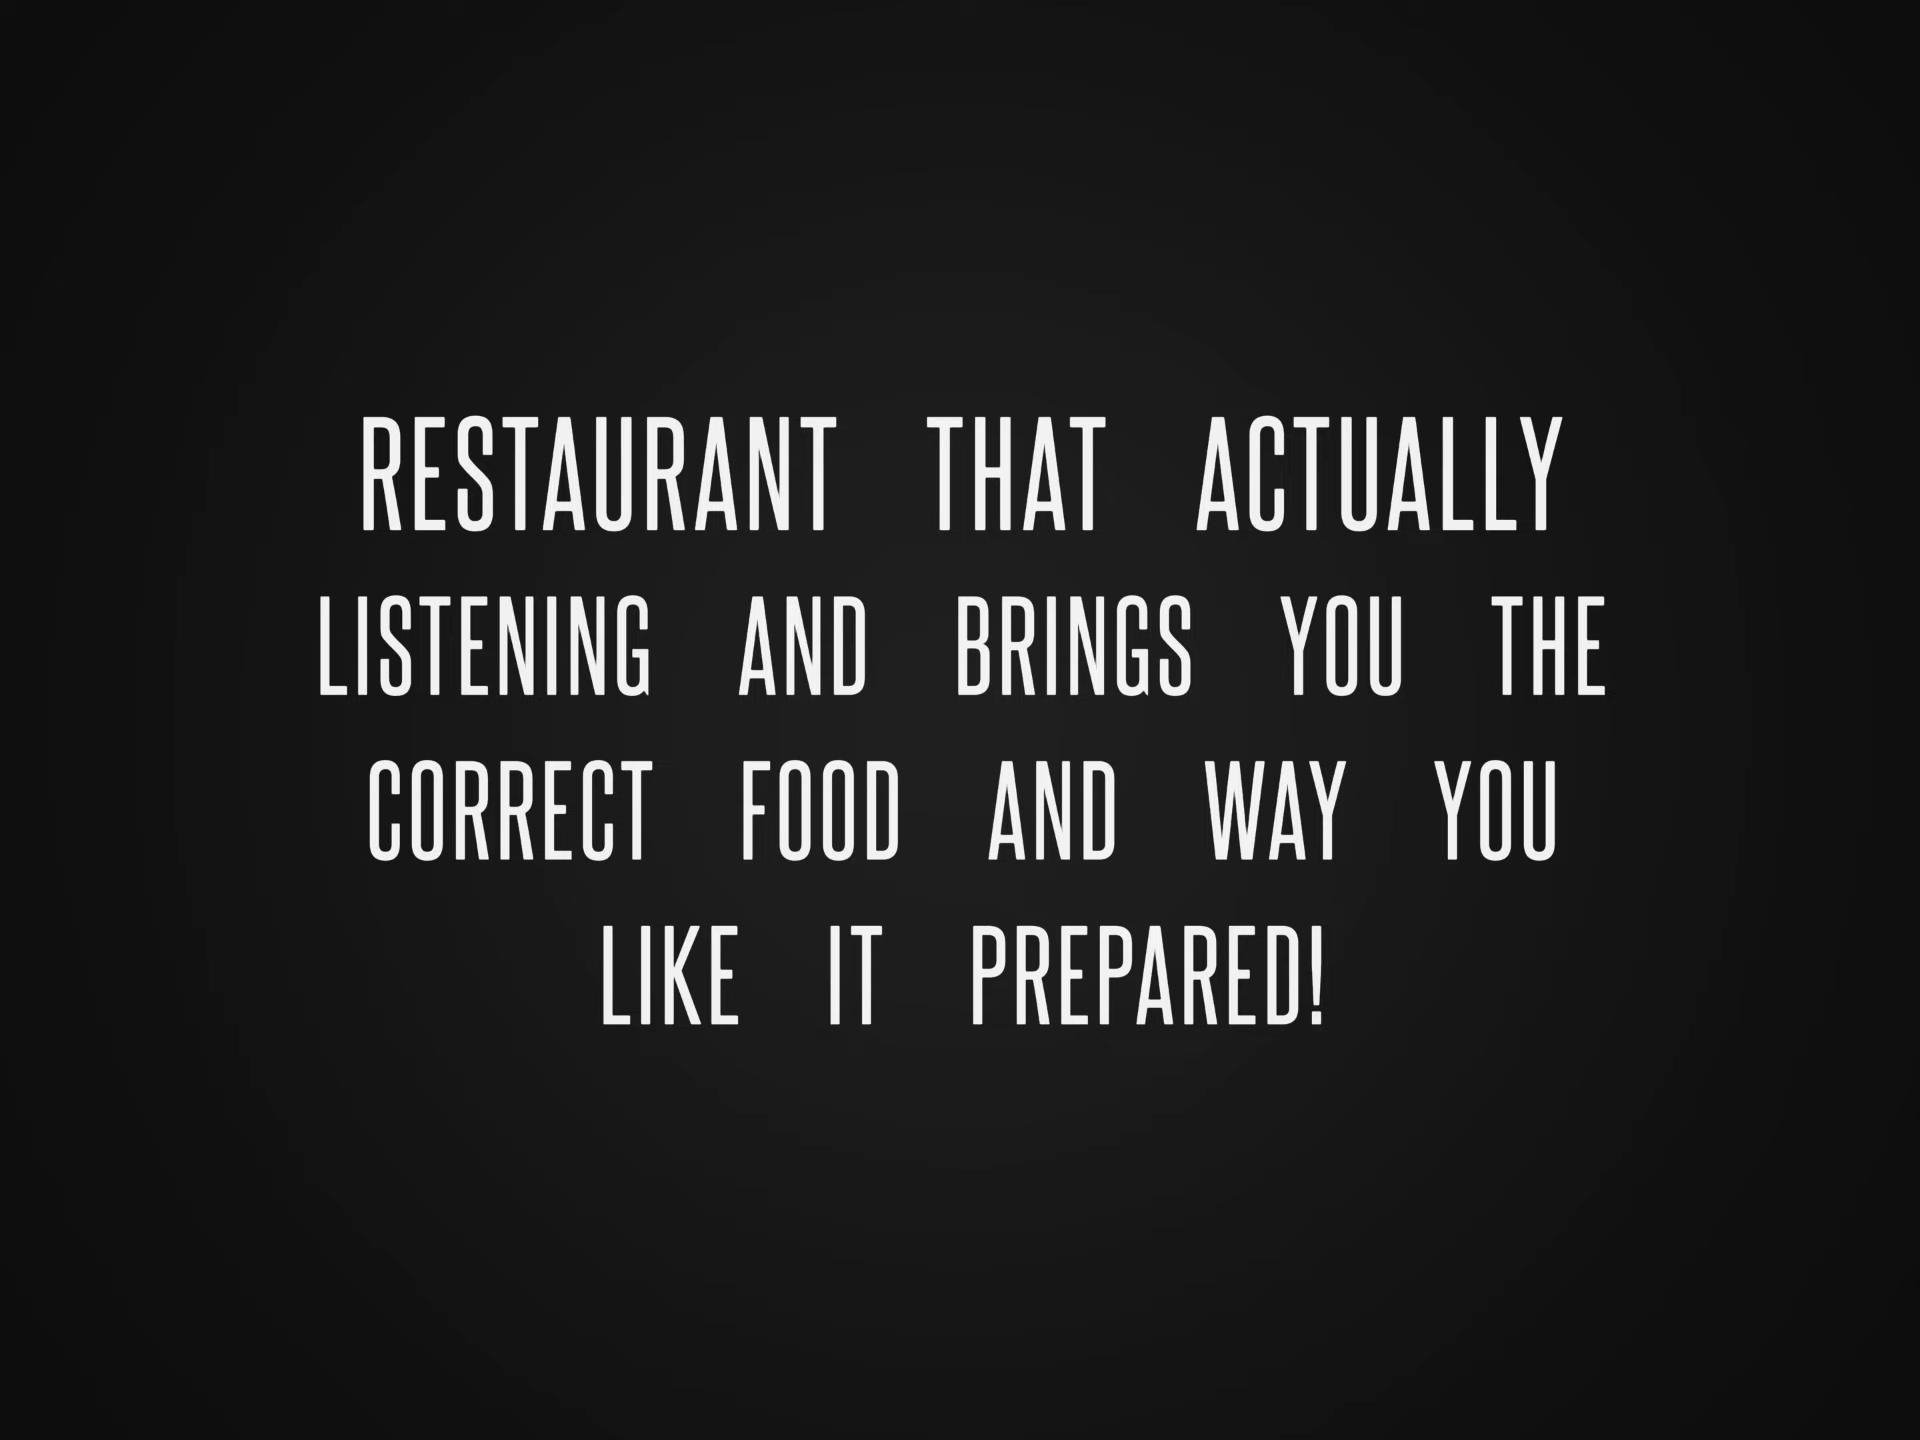 RESTAURANT THAT ACTUALLY
LISTENING AND BRINGS YOU THE
CORRECT FOOD AND WAY YOU
LIKE IT PREPARED!